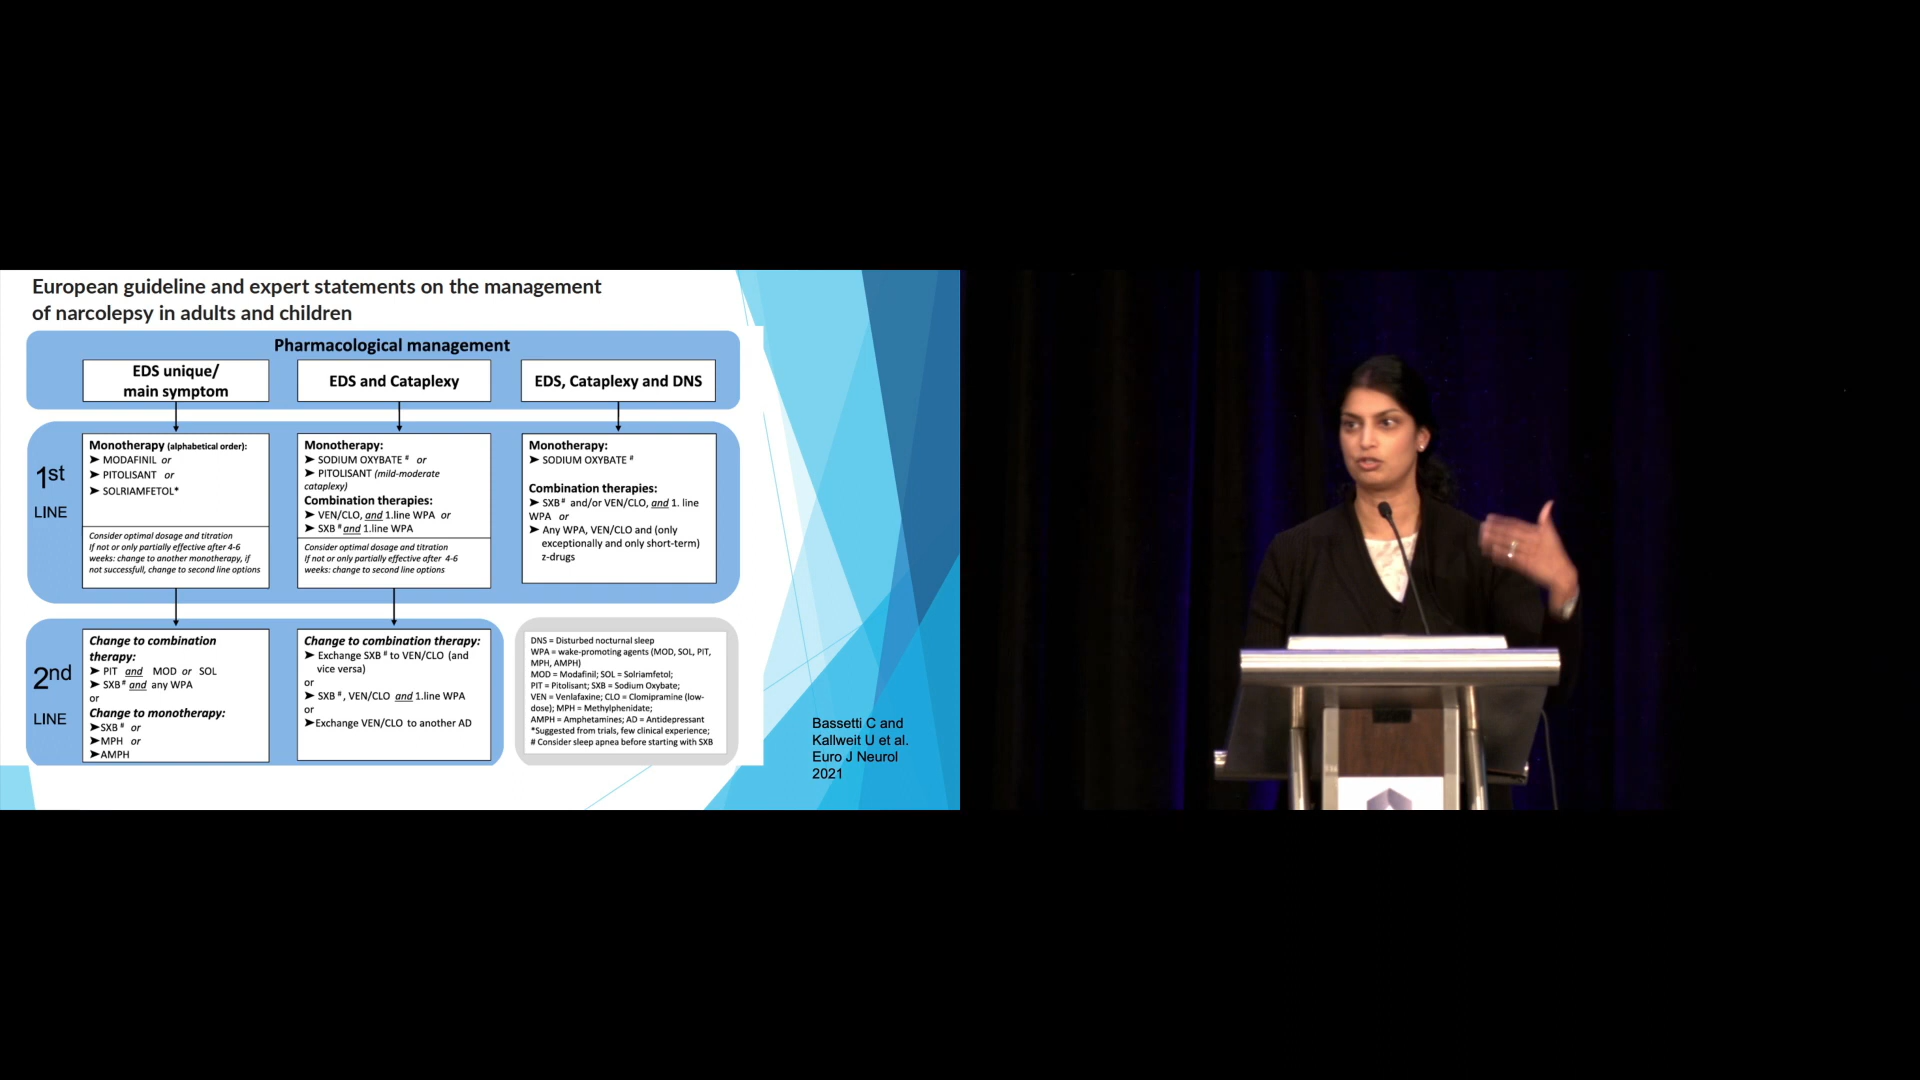 European guideline and expert statements on the management
of narcolepsy in adults and children
Pharmacological management
EDS unique/
main symptom
EDS and Cataplexy
EDS, Cataplexy and DNS
1st
LINE
Monotherapy (alphabetical order):
➤ MODAFINIL or
➤ PITOLISANT or
➤ SOLRIAMFETOL*
Consider optimal dosage and titration
If not or only partially effective after 4-6
weeks: change to another monotherapy, if
not successfull, change to second line options
Monotherapy:
➤ SODIUM OXYBATE # or
➤ PITOLISANT (mild-moderate
cataplexy)
Combination therapies:
➤ VEN/CLO, and 1.line WPA or
➤ SXB # and 1.line WPA
Consider optimal dosage and titration
If not or only partially effective after 4-6
weeks: change to second line options
Monotherapy:
➤ SODIUM OXYBATE #
Combination therapies:
➤ SXB # and/or VEN/CLO, and 1. line
WPA or
➤ Any WPA, VEN/CLO and (only
exceptionally and only short-term)
z-drugs
2nd
LINE
Change to combination
therapy:
➤ PIT and MOD or SOL
➤ SXB # and any WPA
or
Change to monotherapy:
➤SXB # or
➤MPH or
➤AMPH
Change to combination therapy:
➤ Exchange SXB # to VEN/CLO (and
vice versa)
or
➤ SXB #, VEN/CLO and 1.line WPA
or
➤Exchange VEN/CLO to another AD
DNS = Disturbed nocturnal sleep
WPA = wake-promoting agents (MOD, SOL, PIT,
MPH, AMPH)
MOD = Modafinil; SOL = Solriamfetol;
PIT = Pitolisant; SXB = Sodium Oxybate;
VEN = Venlafaxine; CLO = Clomipramine (low-
dose); MPH = Methylphenidate;
AMPH = Amphetamines; AD = Antidepressant
*Suggested from trials, few clinical experience;
# Consider sleep apnea before starting with SXB
Bassetti C and
Kallweit U et al.
Euro J Neurol
2021